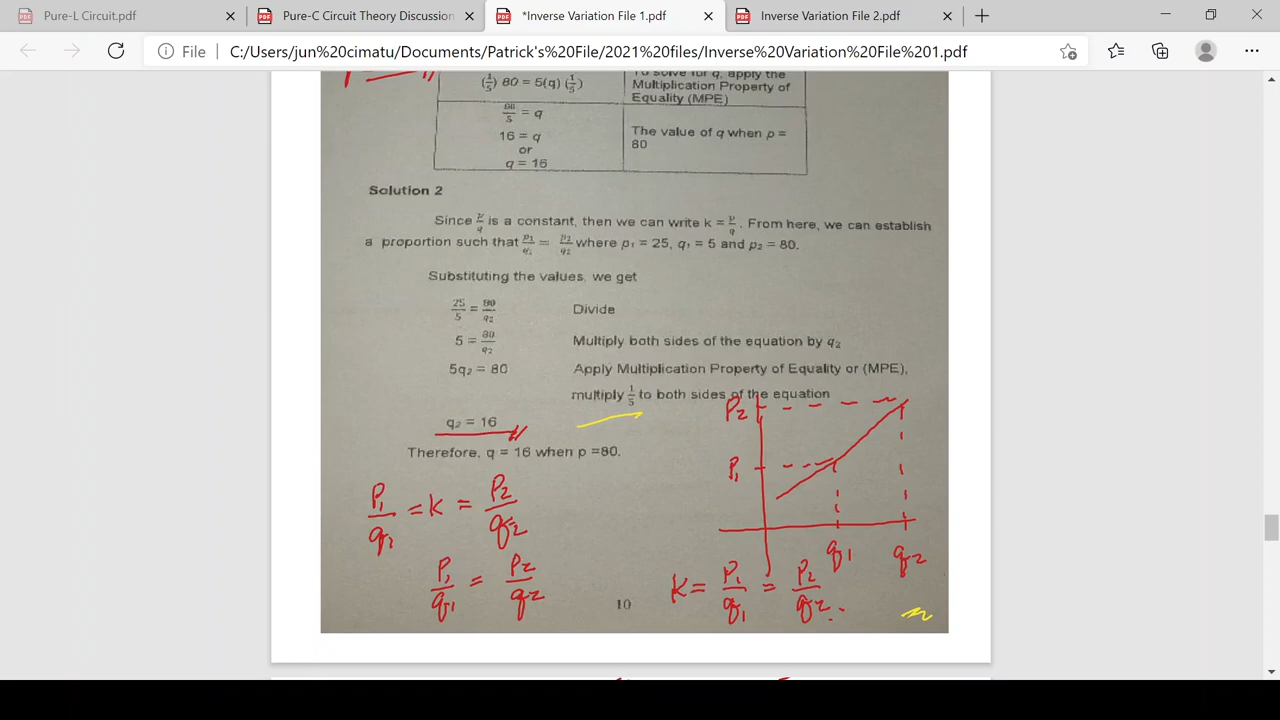 Pure-L Circuit.pdf
Pure-C Circuit Theory Discussion
*Inverse Variation File 1.pdf
Inverse Variation File 2.pdf
File
C:/Users/jun%20cimatu/Documents/Patrick's%20File/2021%20files/Inverse%20Variation%20File%201.pdf
(1/5) 80 = 5(q) (1/5)
To solve for q, apply the
Multiplication Property of
Equality (MPE)
80/5 = q
16 = q
or
q = 16
The value of q when p =
80
Solution 2
Since p/q is a constant, then we can write k = p/q . From here, we can establish
a proportion such that p1/q1 = p2/q2 where p1 = 25, q1 = 5 and p2 = 80.
Substituting the values, we get
25/5 = 80/q2 Divide
5 = 80/q2 Multiply both sides of the equation by q2
5q2 = 80 Apply Multiplication Property of Equality or (MPE),
multiply 1/5 to both sides of the equation
q2 = 16
Therefore, q = 16 when p =80.
P2
P1
q1 q2
P1/q1 = K = P2/q2
P1/q1 = P2/q2
K = P1/q1 = P2/q2
10